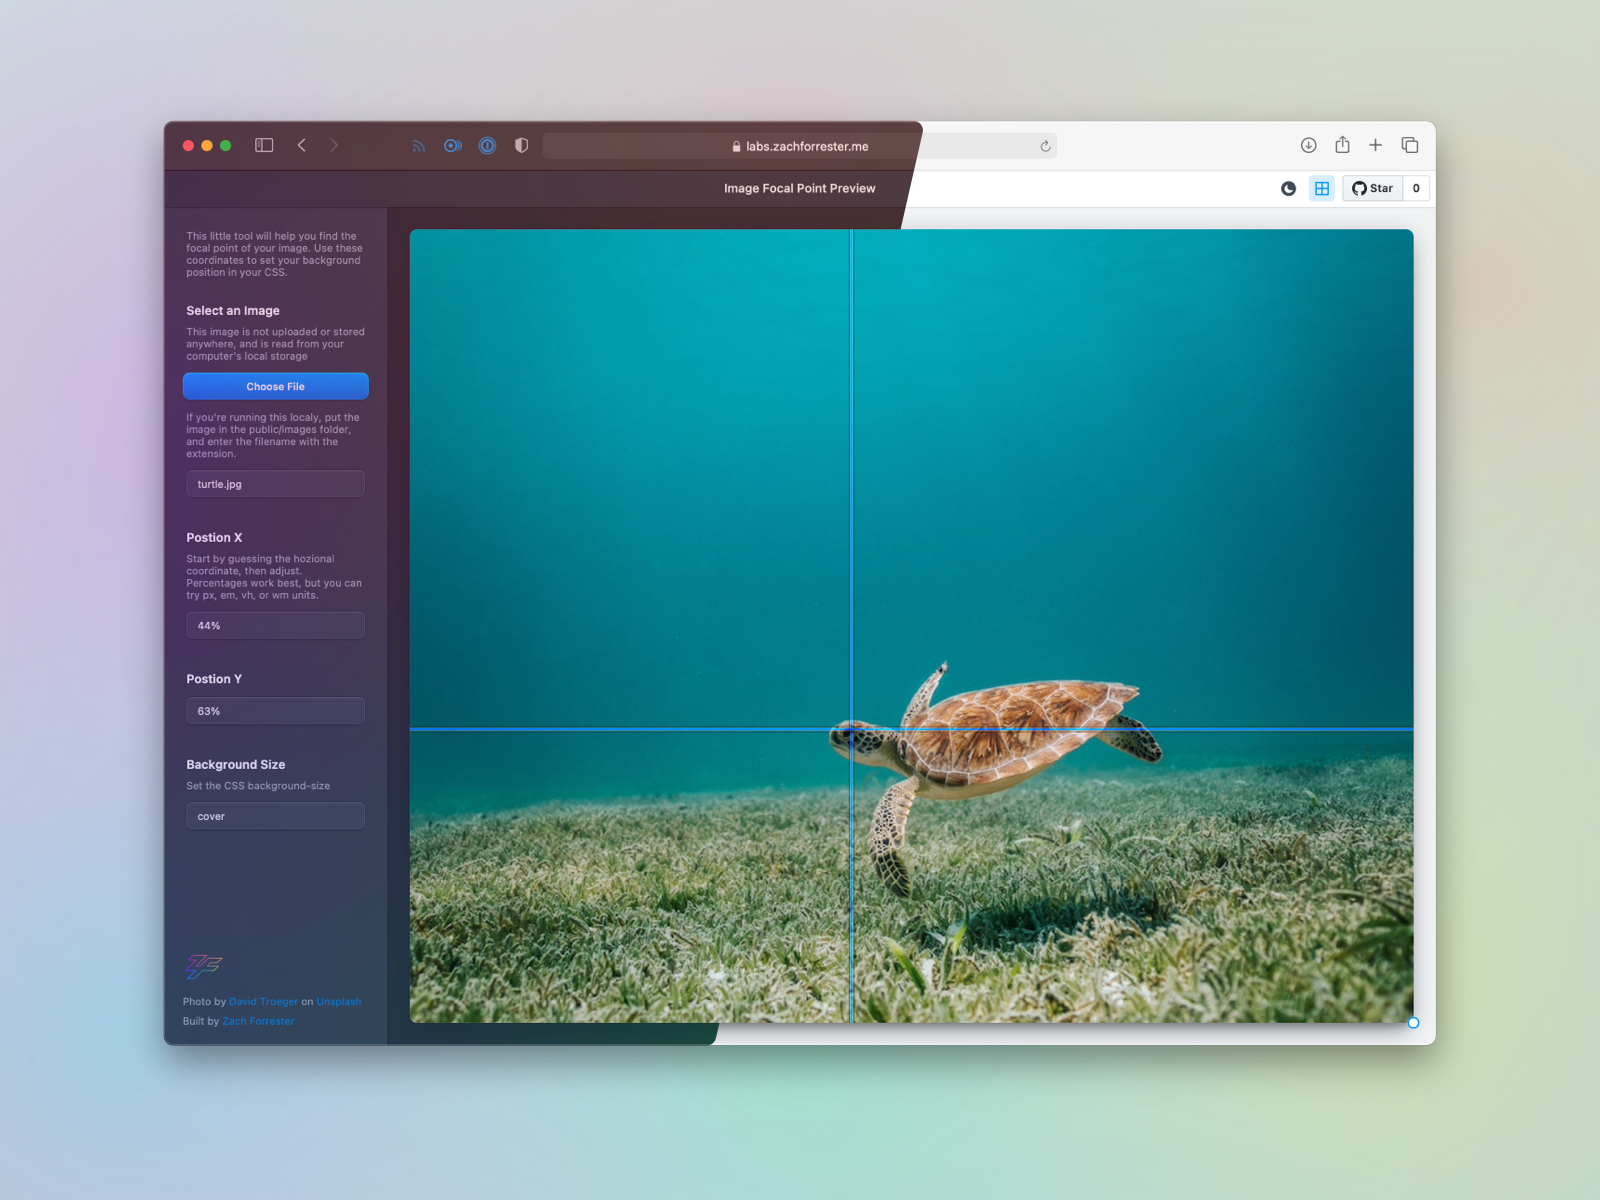 labs.zachforrester.me
Image Focal Point Preview
Star 0
This little tool will help you find the
focal point of your image. Use these
coordinates to set your background
position in your CSS.
Select an Image
This image is not uploaded or stored
anywhere, and is read from your
computer's local storage
Choose File
If you're running this localy, put the
image in the public/images folder,
and enter the filename with the
extension.
turtle.jpg
Postion X
Start by guessing the hozional
coordinate, then adjust.
Percentages work best, but you can
try px, em, vh, or wm units.
44%
Postion Y
63%
Background Size
Set the CSS background-size
cover
ZF
Photo by David Troeger on Unsplash
Built by Zach Forrester